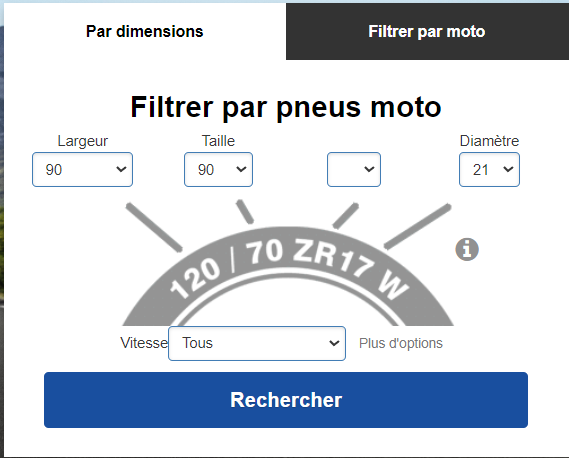 Par dimensions
Filtrer par moto
Filtrer par pneus moto
Largeur
Taille
Diamètre
90
90
21
120 / 70 ZR17 W
Vitesse
Tous
Plus d'options
Rechercher